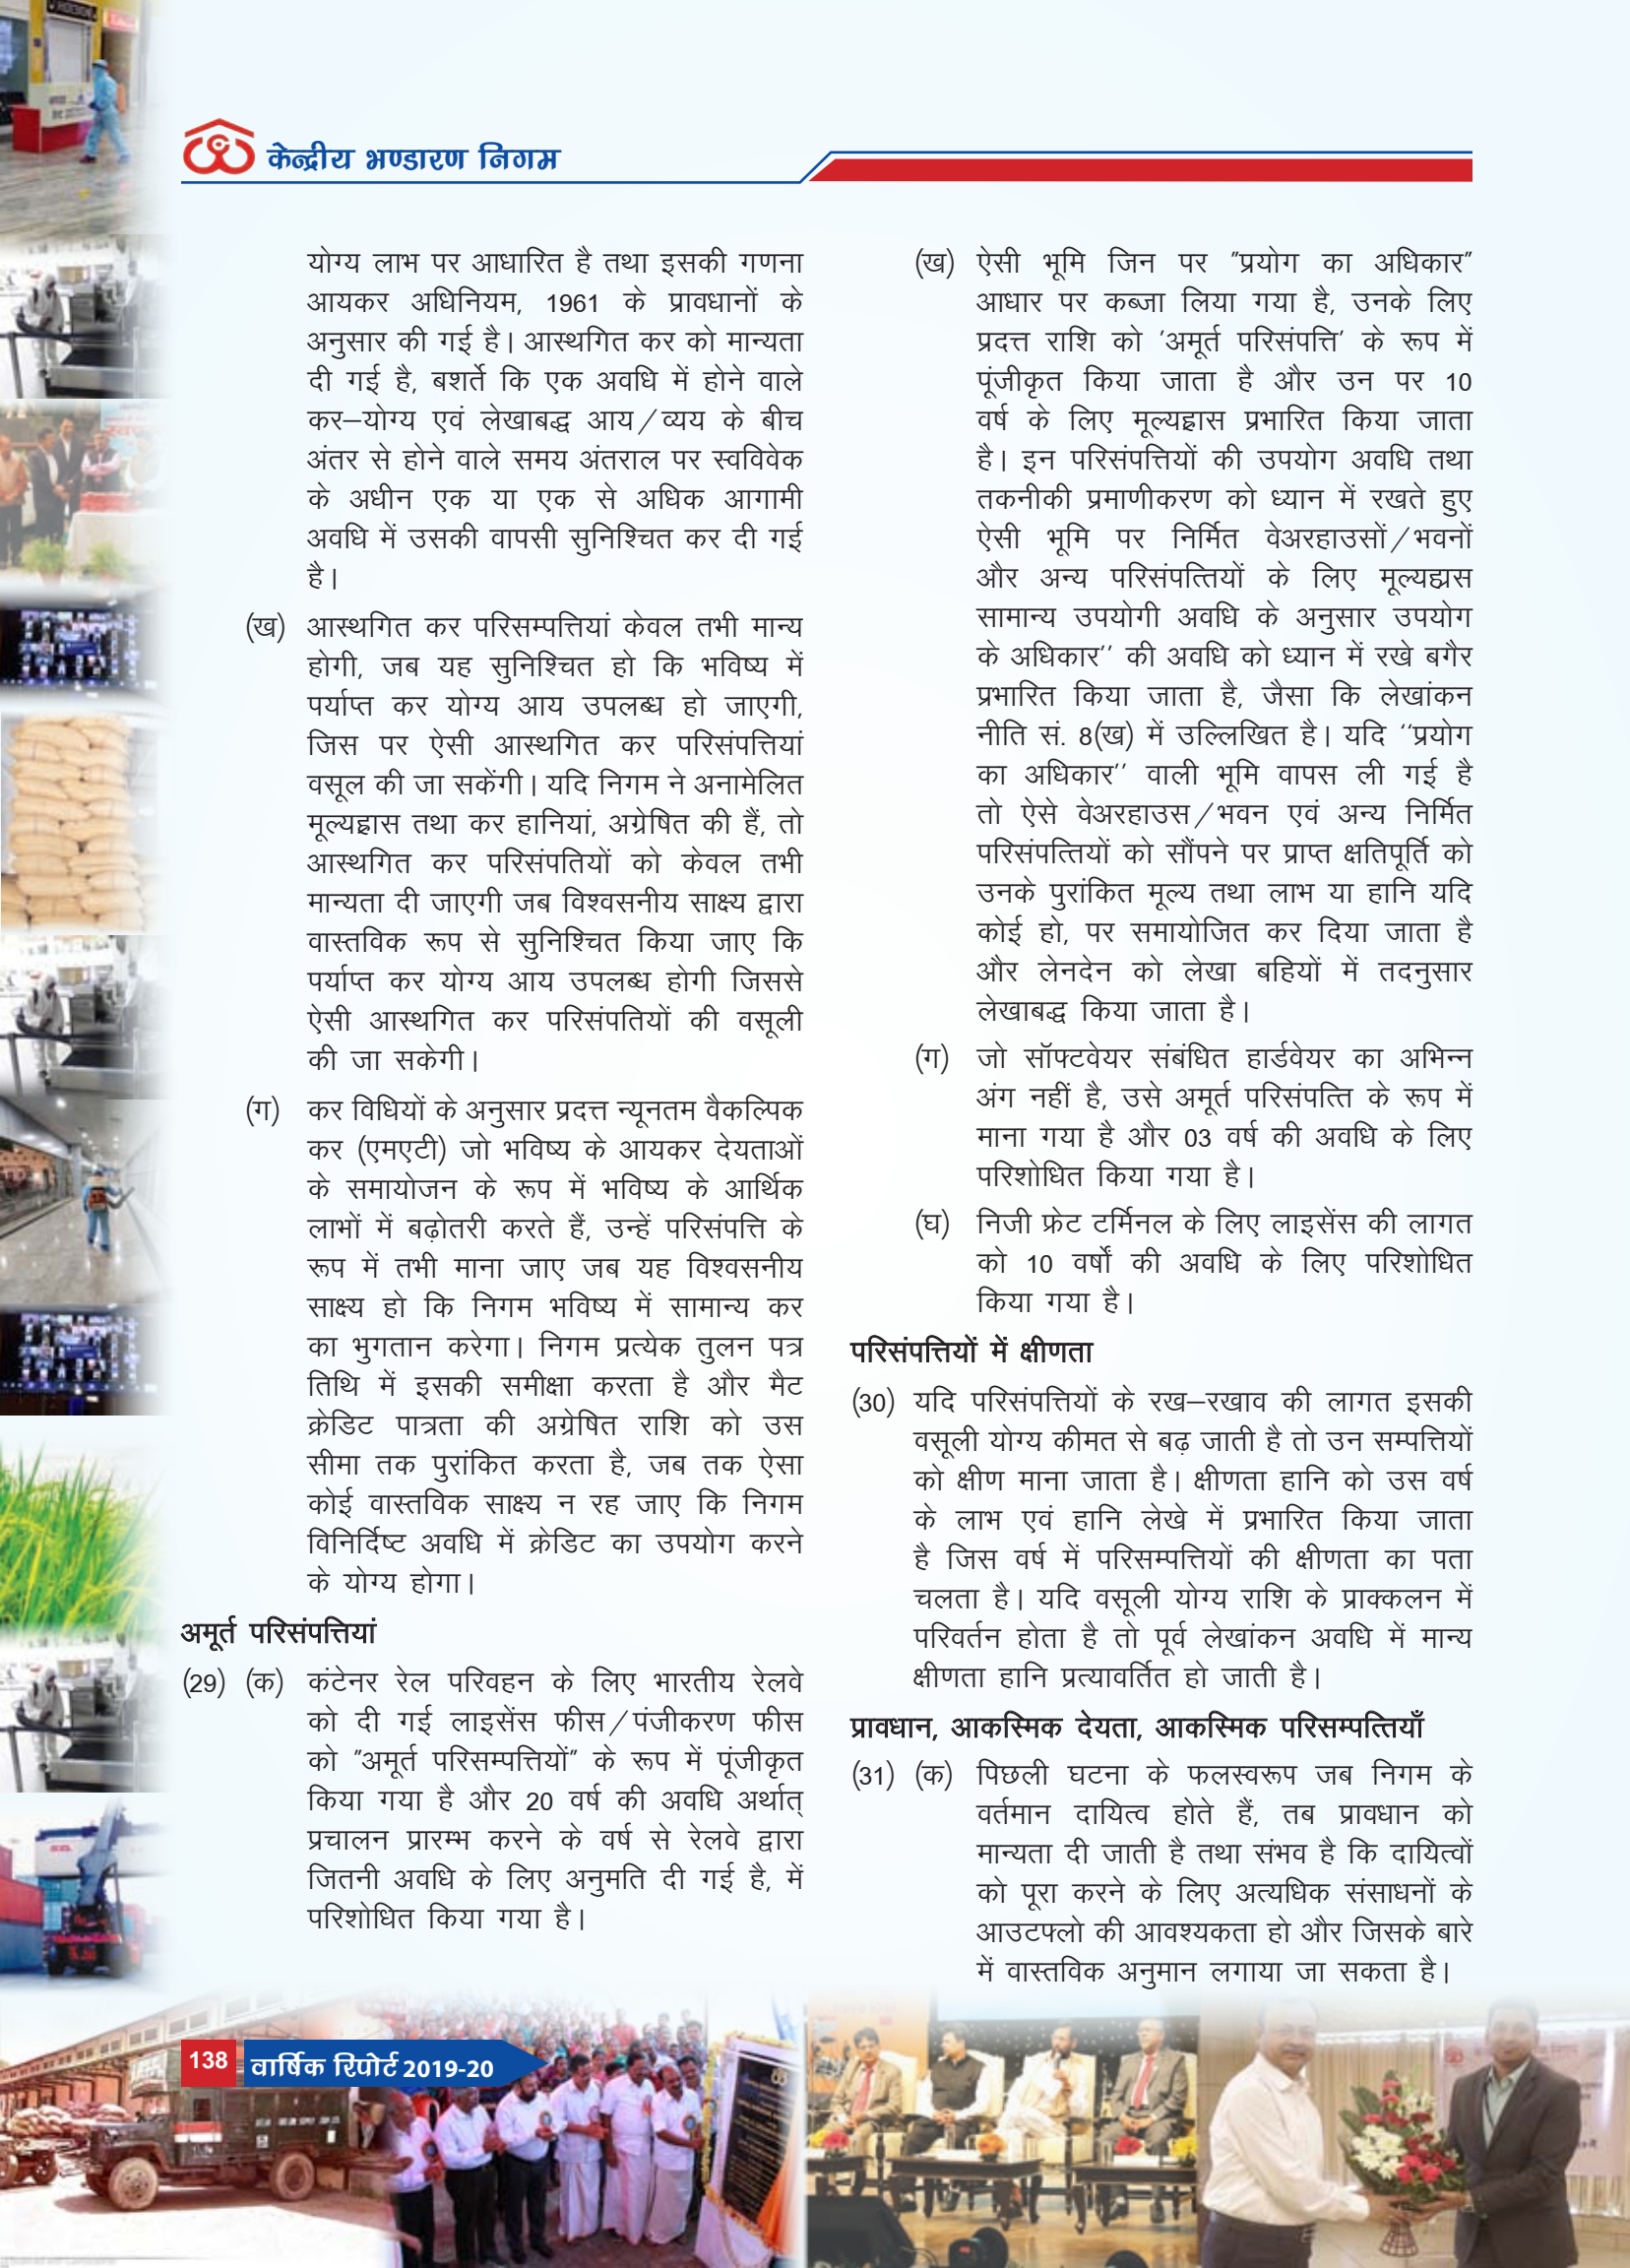 केन्द्रीय भण्डारण निगम
योग्य लाभ पर आधारित है तथा इसकी गणना
आयकर अधिनियम, 1961 के प्रावधानों के
अनुसार की गई है। आस्थगित कर को मान्यता
दी गई है, बशर्ते कि एक अवधि में होने वाले
कर–योग्य एवं लेखाबद्ध आय/व्यय के बीच
अंतर से होने वाले समय अंतराल पर स्वविवेक
के अधीन एक या एक से अधिक आगामी
अवधि में उसकी वापसी सुनिश्चित कर दी गई
है।
(ख) आस्थगित कर परिसम्पत्तियां केवल तभी मान्य
होगी, जब यह सुनिश्चित हो कि भविष्य में
पर्याप्त कर योग्य आय उपलब्ध हो जाएगी,
जिस पर ऐसी आस्थगित कर परिसंपत्तियां
वसूल की जा सकेंगी। यदि निगम ने अनामेलित
मूल्यह्रास तथा कर हानियां, अग्रेषित की हैं, तो
आस्थगित कर परिसंपतियों को केवल तभी
मान्यता दी जाएगी जब विश्वसनीय साक्ष्य द्वारा
वास्तविक रूप से सुनिश्चित किया जाए कि
पर्याप्त कर योग्य आय उपलब्ध होगी जिससे
ऐसी आस्थगित कर परिसंपतियों की वसूली
की जा सकेगी।
(ग) कर विधियों के अनुसार प्रदत्त न्यूनतम वैकल्पिक
कर (एमएटी) जो भविष्य के आयकर देयताओं
के समायोजन के रूप में भविष्य के आर्थिक
लाभों में बढ़ोतरी करते हैं, उन्हें परिसंपत्ति के
रूप में तभी माना जाए जब यह विश्वसनीय
साक्ष्य हो कि निगम भविष्य में सामान्य कर
का भुगतान करेगा। निगम प्रत्येक तुलन पत्र
तिथि में इसकी समीक्षा करता है और मैट
क्रेडिट पात्रता की अग्रेषित राशि को उस
सीमा तक पुरांकित करता है, जब तक ऐसा
कोई वास्तविक साक्ष्य न रह जाए कि निगम
विनिर्दिष्ट अवधि में क्रेडिट का उपयोग करने
के योग्य होगा।
अमूर्त परिसंपत्तियां
(29) (क) कंटेनर रेल परिवहन के लिए भारतीय रेलवे
को दी गई लाइसेंस फीस/पंजीकरण फीस
को "अमूर्त परिसम्पत्तियों" के रूप में पूंजीकृत
किया गया है और 20 वर्ष की अवधि अर्थात्
प्रचालन प्रारम्भ करने के वर्ष से रेलवे द्वारा
जितनी अवधि के लिए अनुमति दी गई है, में
परिशोधित किया गया है।
(ख) ऐसी भूमि जिन पर "प्रयोग का अधिकार"
आधार पर कब्जा लिया गया है, उनके लिए
प्रदत्त राशि को 'अमूर्त परिसंपत्ति' के रूप में
पूंजीकृत किया जाता है और उन पर 10
वर्ष के लिए मूल्यह्रास प्रभारित किया जाता
है। इन परिसंपत्तियों की उपयोग अवधि तथा
तकनीकी प्रमाणीकरण को ध्यान में रखते हुए
ऐसी भूमि पर निर्मित वेअरहाउसों/भवनों
और अन्य परिसंपत्तियों के लिए मूल्यह्यस
सामान्य उपयोगी अवधि के अनुसार उपयोग
के अधिकार'' की अवधि को ध्यान में रखे बगैर
प्रभारित किया जाता है, जैसा कि लेखांकन
नीति सं. 8(ख) में उल्लिखित है। यदि ''प्रयोग
का अधिकार'' वाली भूमि वापस ली गई है
तो ऐसे वेअरहाउस/भवन एवं अन्य निर्मित
परिसंपत्तियों को सौंपने पर प्राप्त क्षतिपूर्ति को
उनके पुरांकित मूल्य तथा लाभ या हानि यदि
कोई हो, पर समायोजित कर दिया जाता है
और लेनदेन को लेखा बहियों में तदनुसार
लेखाबद्ध किया जाता है।
(ग) जो सॉफ्टवेयर संबंधित हार्डवेयर का अभिन्न
अंग नहीं है, उसे अमूर्त परिसंपत्ति के रूप में
माना गया है और 03 वर्ष की अवधि के लिए
परिशोधित किया गया है।
(घ) निजी फ्रेट टर्मिनल के लिए लाइसेंस की लागत
को 10 वर्षों की अवधि के लिए परिशोधित
किया गया है।
परिसंपत्तियों में क्षीणता
(30) यदि परिसंपत्तियों के रख–रखाव की लागत इसकी
वसूली योग्य कीमत से बढ़ जाती है तो उन सम्पत्तियों
को क्षीण माना जाता है। क्षीणता हानि को उस वर्ष
के लाभ एवं हानि लेखे में प्रभारित किया जाता
है जिस वर्ष में परिसम्पत्तियों की क्षीणता का पता
चलता है। यदि वसूली योग्य राशि के प्राक्कलन में
परिवर्तन होता है तो पूर्व लेखांकन अवधि में मान्य
क्षीणता हानि प्रत्यावर्तित हो जाती है।
प्रावधान, आकस्मिक देयता, आकस्मिक परिसम्पत्तियाँ
(31) (क) पिछली घटना के फलस्वरूप जब निगम के
वर्तमान दायित्व होते हैं, तब प्रावधान को
मान्यता दी जाती है तथा संभव है कि दायित्वों
को पूरा करने के लिए अत्यधिक संसाधनों के
आउटफ्लो की आवश्यकता हो और जिसके बारे
में वास्तविक अनुमान लगाया जा सकता है।
138 वार्षिक रिपोर्ट 2019-20